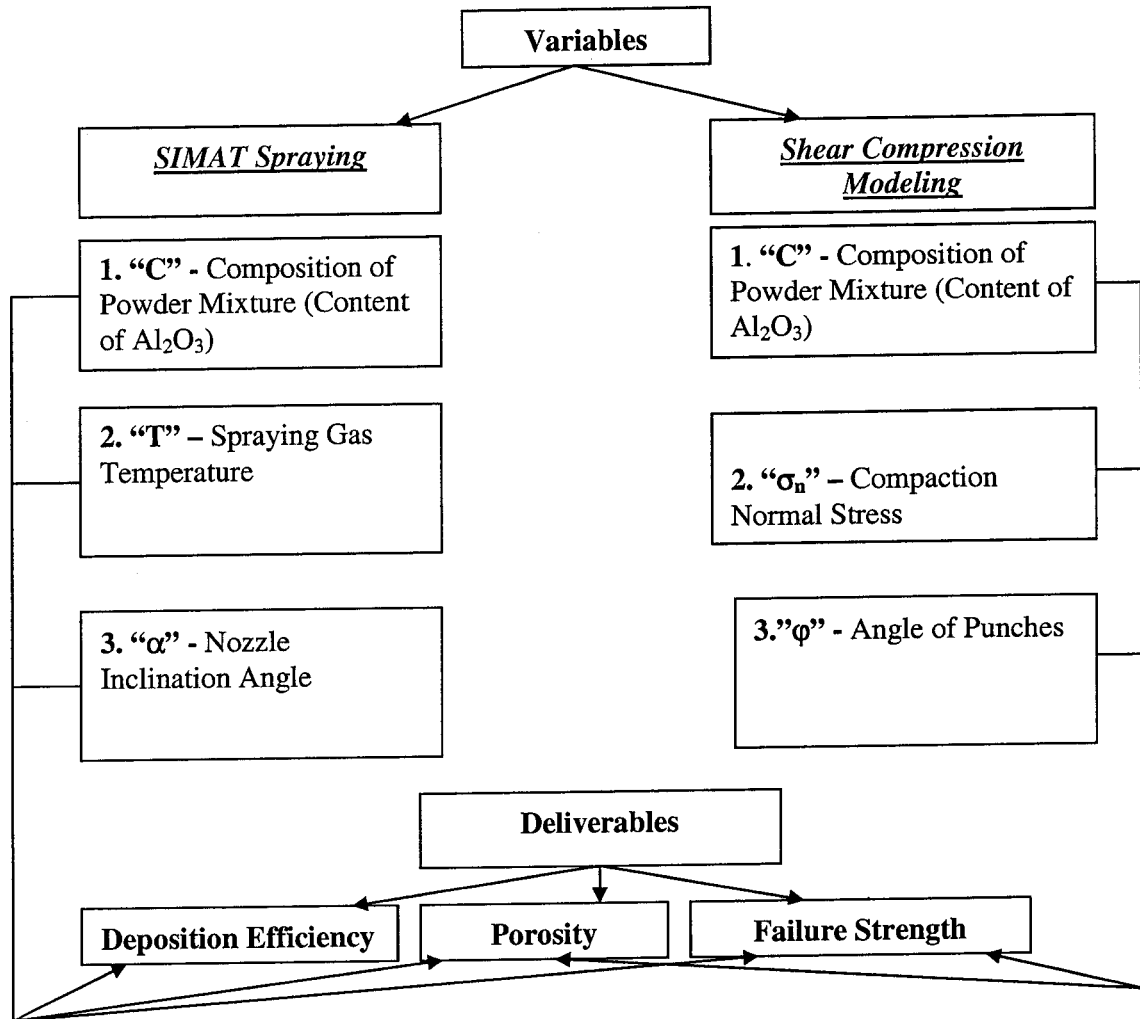 Variables
SIMAT Spraying
Shear Compression
Modeling
1. “C” - Composition of
Powder Mixture (Content
of Al₂O₃)
1. “C” - Composition of
Powder Mixture (Content of
Al₂O₃)
2. “T” – Spraying Gas
Temperature
2. “σₙ” – Compaction
Normal Stress
3. “α” - Nozzle
Inclination Angle
3.”φ” - Angle of Punches
Deliverables
Deposition Efficiency
Porosity
Failure Strength